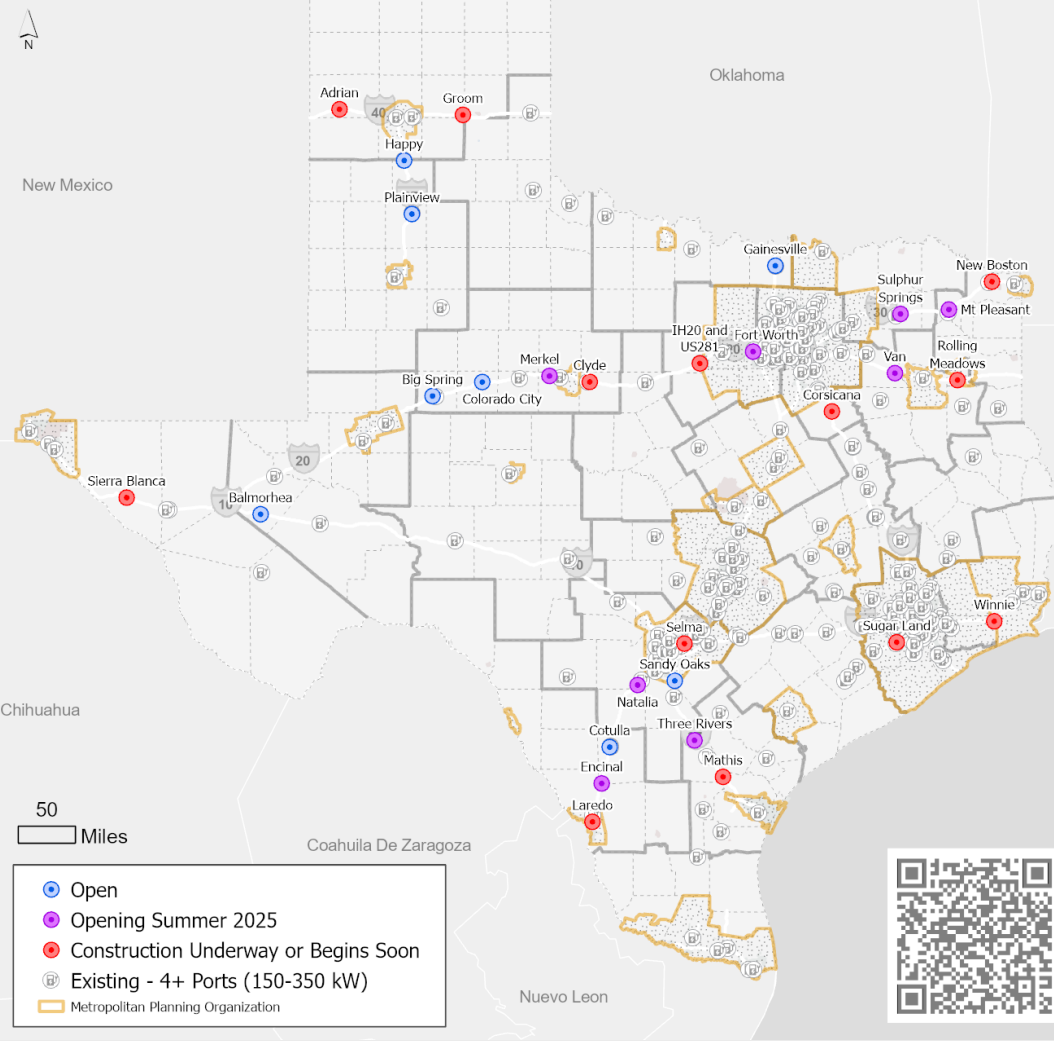 N
Oklahoma
Adrian
Groom
40
Happy
New Mexico
Plainview
Gainesville
New Boston
Sulphur
Springs
30
Mt Pleasant
IH20 and
US281
Fort Worth
Rolling
Meadows
Van
Merkel
Clyde
Big Spring
Colorado City
Corsicana
20
Sierra Blanca
10
Balmorhea
Selma
Sugar Land
Winnie
Sandy Oaks
Natalia
Chihuahua
Cotulla
Three Rivers
Encinal
Mathis
Laredo
50
Miles
Coahuila De Zaragoza
Open
Opening Summer 2025
Construction Underway or Begins Soon
Existing - 4+ Ports (150-350 kW)
Metropolitan Planning Organization
Nuevo Leon